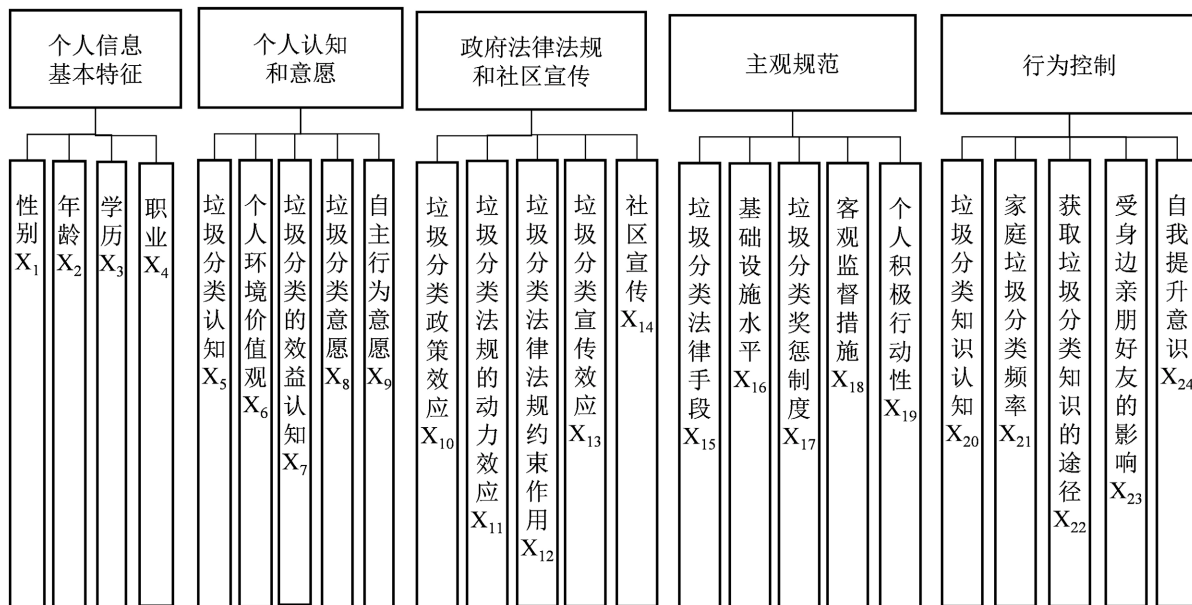 个人信息
基本特征
个人认知
和意愿
政府法律法规
和社区宣传
主观规范
行为控制
性别X₁
年龄X₂
学历X₃
职业X₄
垃圾分类认知X₅
个人环境价值观X₆
垃圾分类的效益认知X₇
垃圾分类意愿X₈
自主行为意愿X₉
垃圾分类政策效应X₁₀
垃圾分类法规的动力效应X₁₁
垃圾分类法律法规约束作用X₁₂
垃圾分类宣传效应X₁₃
社区宣传X₁₄
垃圾分类法律手段X₁₅
基础设施水平X₁₆
垃圾分类奖惩制度X₁₇
客观监督措施X₁₈
个人积极行动性X₁₉
垃圾分类知识认知X₂₀
家庭垃圾分类频率X₂₁
获取垃圾分类知识的途径X₂₂
受身边亲朋好友的影响X₂₃
自我提升意识X₂₄